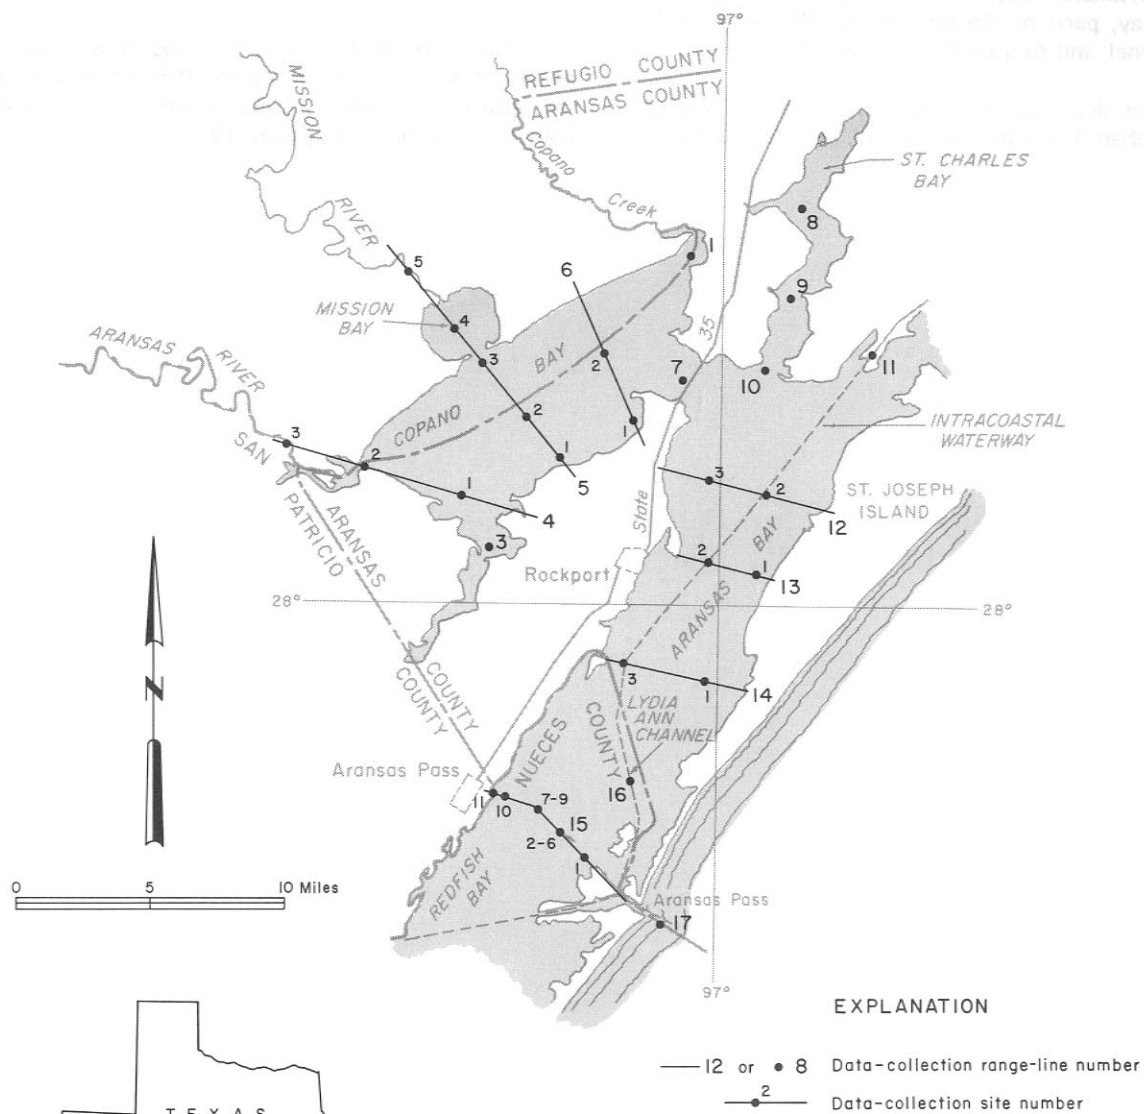 97°
REFUGIO COUNTY
ARANSAS COUNTY
MISSION
RIVER
Copano
Creek
ST. CHARLES
BAY
8
1
6
5
9
MISSION
BAY
4
35
3
BAY
2
7
10
11
ARANSAS
RIVER
COPANO
2
1
INTRACOASTAL
WATERWAY
3
SAN
PATRICIO
2
1
5
3
2
ST. JOSEPH
ISLAND
1
4
State
12
ARANSAS
3
BAY
2
1
Rockport
13
28°
28°
ARANSAS
3
1
14
COUNTY
COUNTY
LYDIA
ANN
CHANNEL
NUECES
COUNTY
Aransas Pass
16
11
10
7-9
15
2-6
1
REDFISH
BAY
Aransas Pass
17
N
0 5 10 Miles
97°
EXPLANATION
12 or 8 Data-collection range-line number
2 Data-collection site number
TEXAS